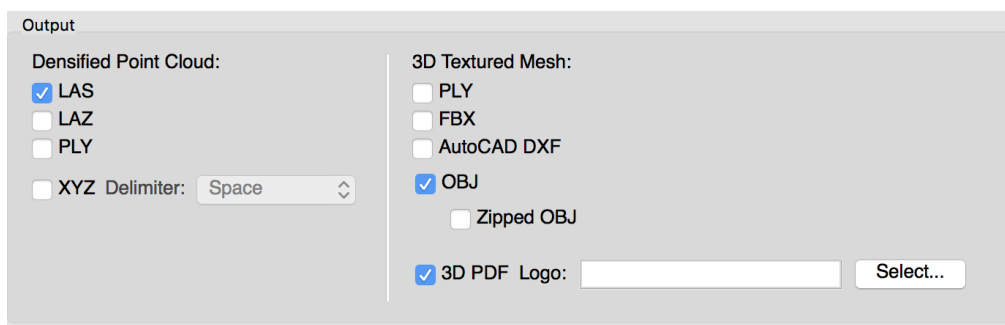 Output
Densified Point Cloud:
LAS
LAZ
PLY
XYZ Delimiter: Space
3D Textured Mesh:
PLY
FBX
AutoCAD DXF
OBJ
Zipped OBJ
3D PDF Logo: Select...